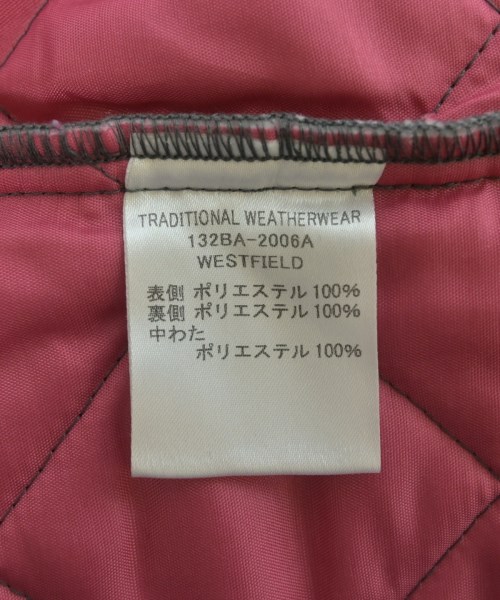 TRADITIONAL WEATHERWEAR
132BA-2006A
WESTFIELD
表側 ポリエステル 100%
裏側 ポリエステル 100%
中わた
ポリエステル 100%